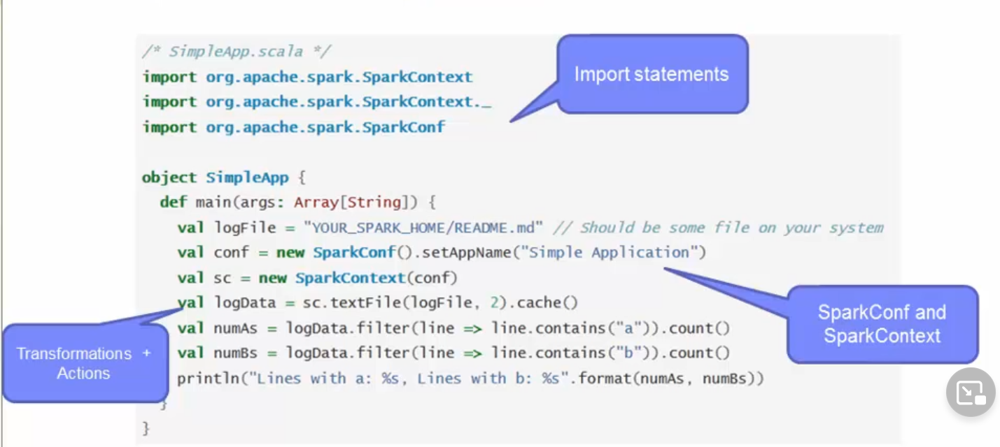 /* SimpleApp.scala */
import org.apache.spark.SparkContext
import org.apache.spark.SparkContext._
import org.apache.spark.SparkConf
Import statements
object SimpleApp {
def main(args: Array[String]) {
val logFile = "YOUR_SPARK_HOME/README.md" // Should be some file on your system
val conf = new SparkConf().setAppName("Simple Application")
val sc = new SparkContext(conf)
val logData = sc.textFile(logFile, 2).cache()
val numAs = logData.filter(line => line.contains("a")).count()
val numBs = logData.filter(line => line.contains("b")).count()
println("Lines with a: %s, Lines with b: %s".format(numAs, numBs))
}
}
SparkConf and
SparkContext
Transformations +
Actions